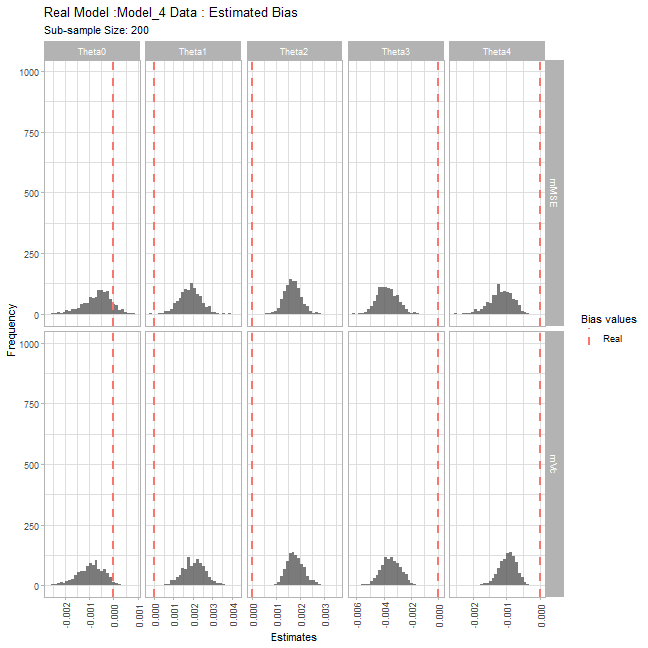 Real Model :Model_4 Data : Estimated Bias
Sub-sample Size: 200
Theta0 Theta1 Theta2 Theta3 Theta4
1000
750
500
250
0
mMSE
1000
750
500
250
0
mVc
Frequency
-0.002 -0.001 0.000 0.001 0.000 0.001 0.002 0.003 0.004 0.000 0.001 0.002 0.003 -0.006 -0.004 -0.002 0.000 -0.002 -0.001 0.000
Estimates
Bias values
Real